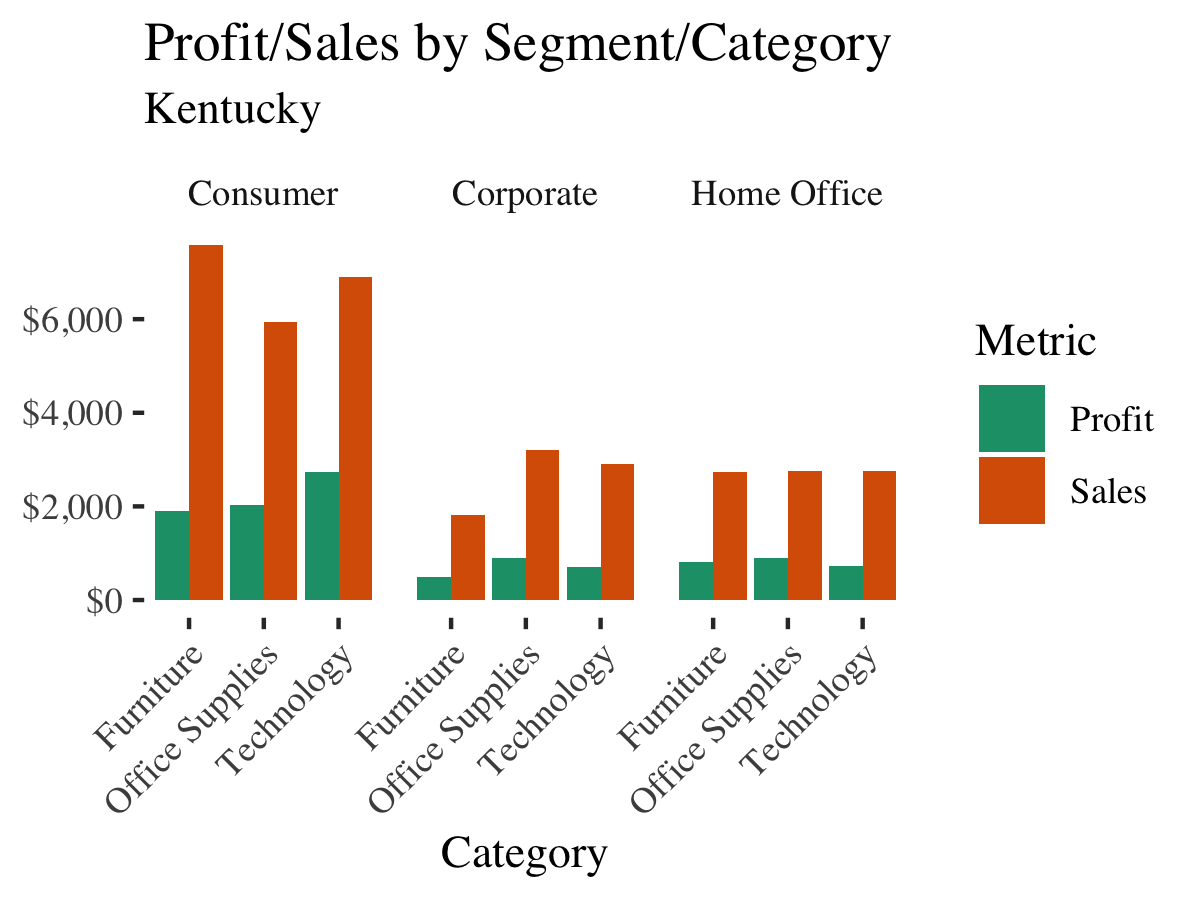 Profit/Sales by Segment/Category
Kentucky
Consumer
Corporate
Home Office
$6,000
$4,000
$2,000
$0
Furniture
Office Supplies
Technology
Furniture
Office Supplies
Technology
Furniture
Office Supplies
Technology
Category
Metric
Profit
Sales